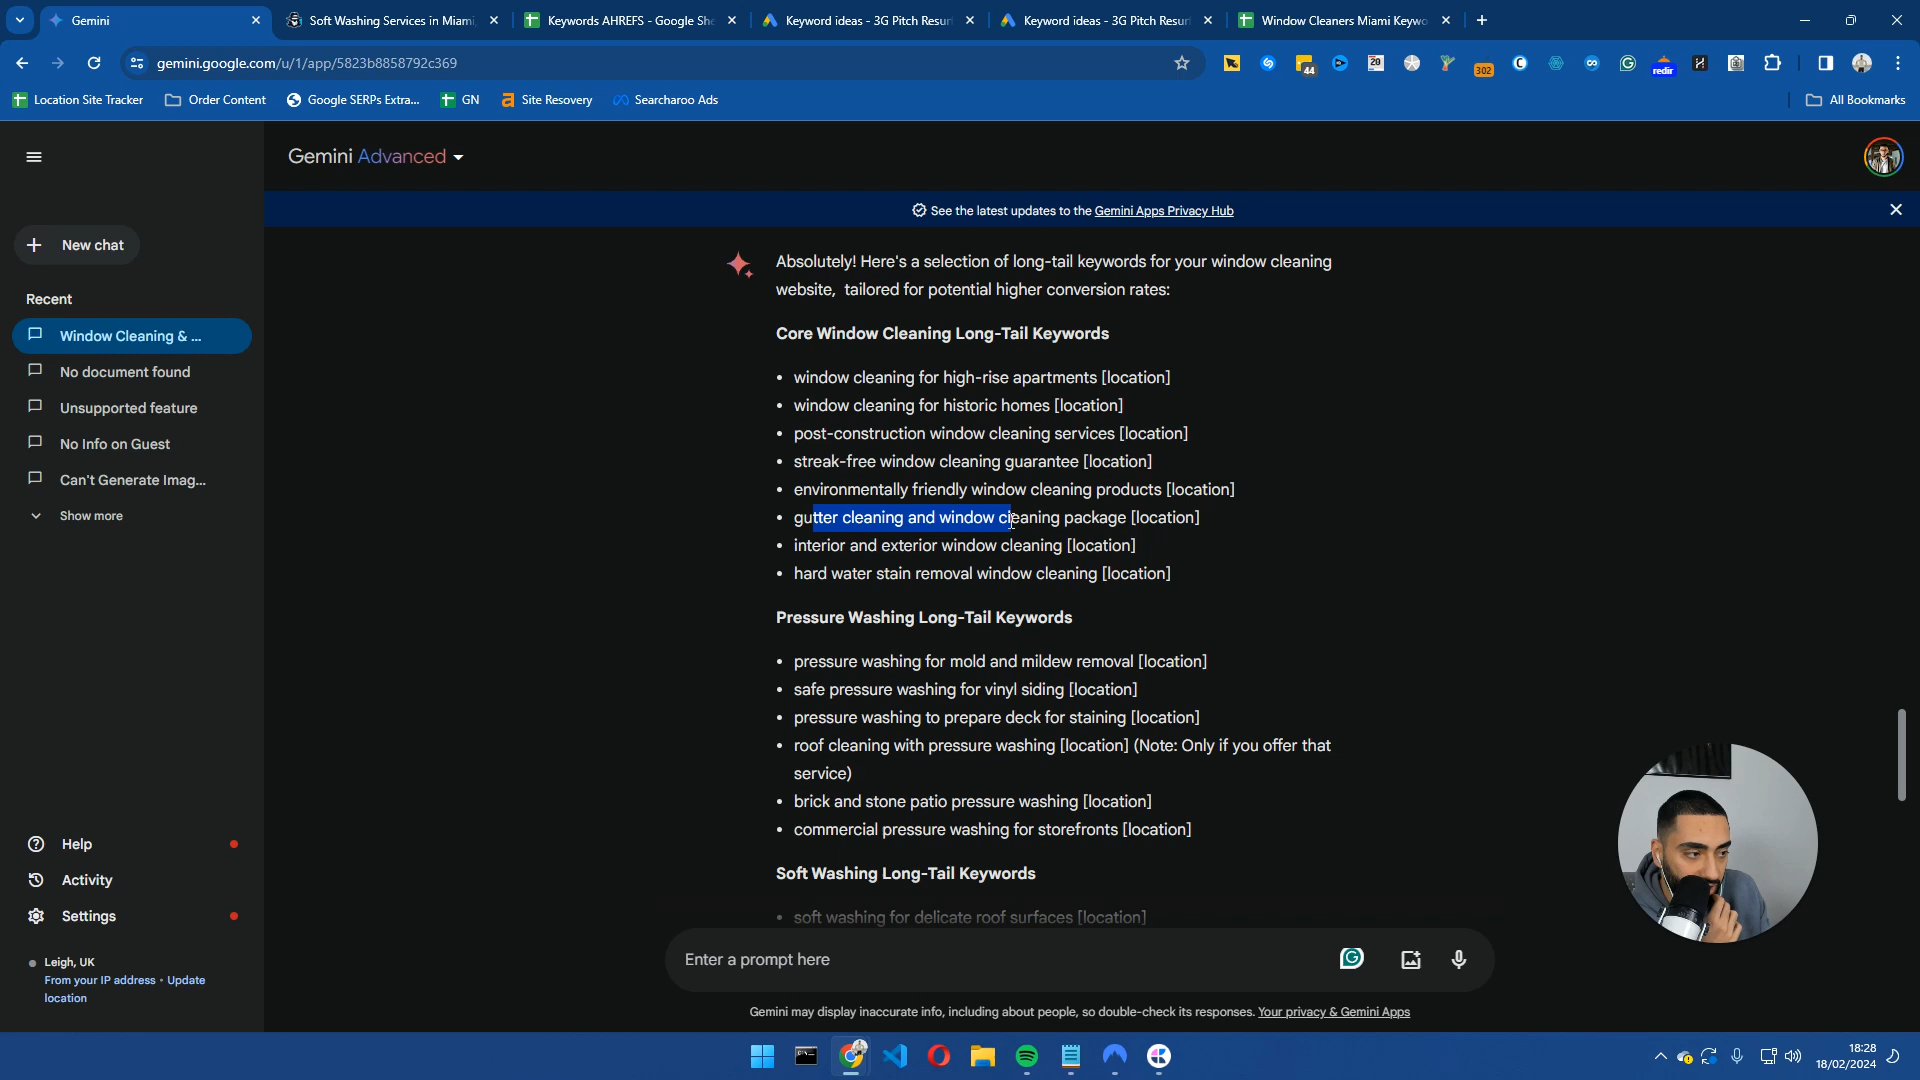 Gemini
Soft Washing Services in Miami,
Keywords AHREFS - Google She
Keyword ideas - 3G Pitch Resurf
Keyword ideas - 3G Pitch Resurf
Window Cleaners Miami Keywo
gemini.google.com/u/1/app/5823b8858792c369
44
20
302
redir
Location Site Tracker
Order Content
Google SERPs Extra...
GN
Site Recovery
Searcharoo Ads
All Bookmarks
Gemini Advanced
See the latest updates to the Gemini Apps Privacy Hub
New chat
Recent
Window Cleaning & ...
No document found
Unsupported feature
No Info on Guest
Can't Generate Imag...
Show more
Help
Activity
Settings
Leigh, UK
From your IP address • Update
location
Absolutely! Here's a selection of long-tail keywords for your window cleaning
website, tailored for potential higher conversion rates:
Core Window Cleaning Long-Tail Keywords
• window cleaning for high-rise apartments [location]
• window cleaning for historic homes [location]
• post-construction window cleaning services [location]
• streak-free window cleaning guarantee [location]
• environmentally friendly window cleaning products [location]
• gutter cleaning and window cleaning package [location]
• interior and exterior window cleaning [location]
• hard water stain removal window cleaning [location]
Pressure Washing Long-Tail Keywords
• pressure washing for mold and mildew removal [location]
• safe pressure washing for vinyl siding [location]
• pressure washing to prepare deck for staining [location]
• roof cleaning with pressure washing [location] (Note: Only if you offer that
service)
• brick and stone patio pressure washing [location]
• commercial pressure washing for storefronts [location]
Soft Washing Long-Tail Keywords
• soft washing for delicate roof surfaces [location]
Enter a prompt here
Gemini may display inaccurate info, including about people, so double-check its responses. Your privacy & Gemini Apps
18:28
18/02/2024